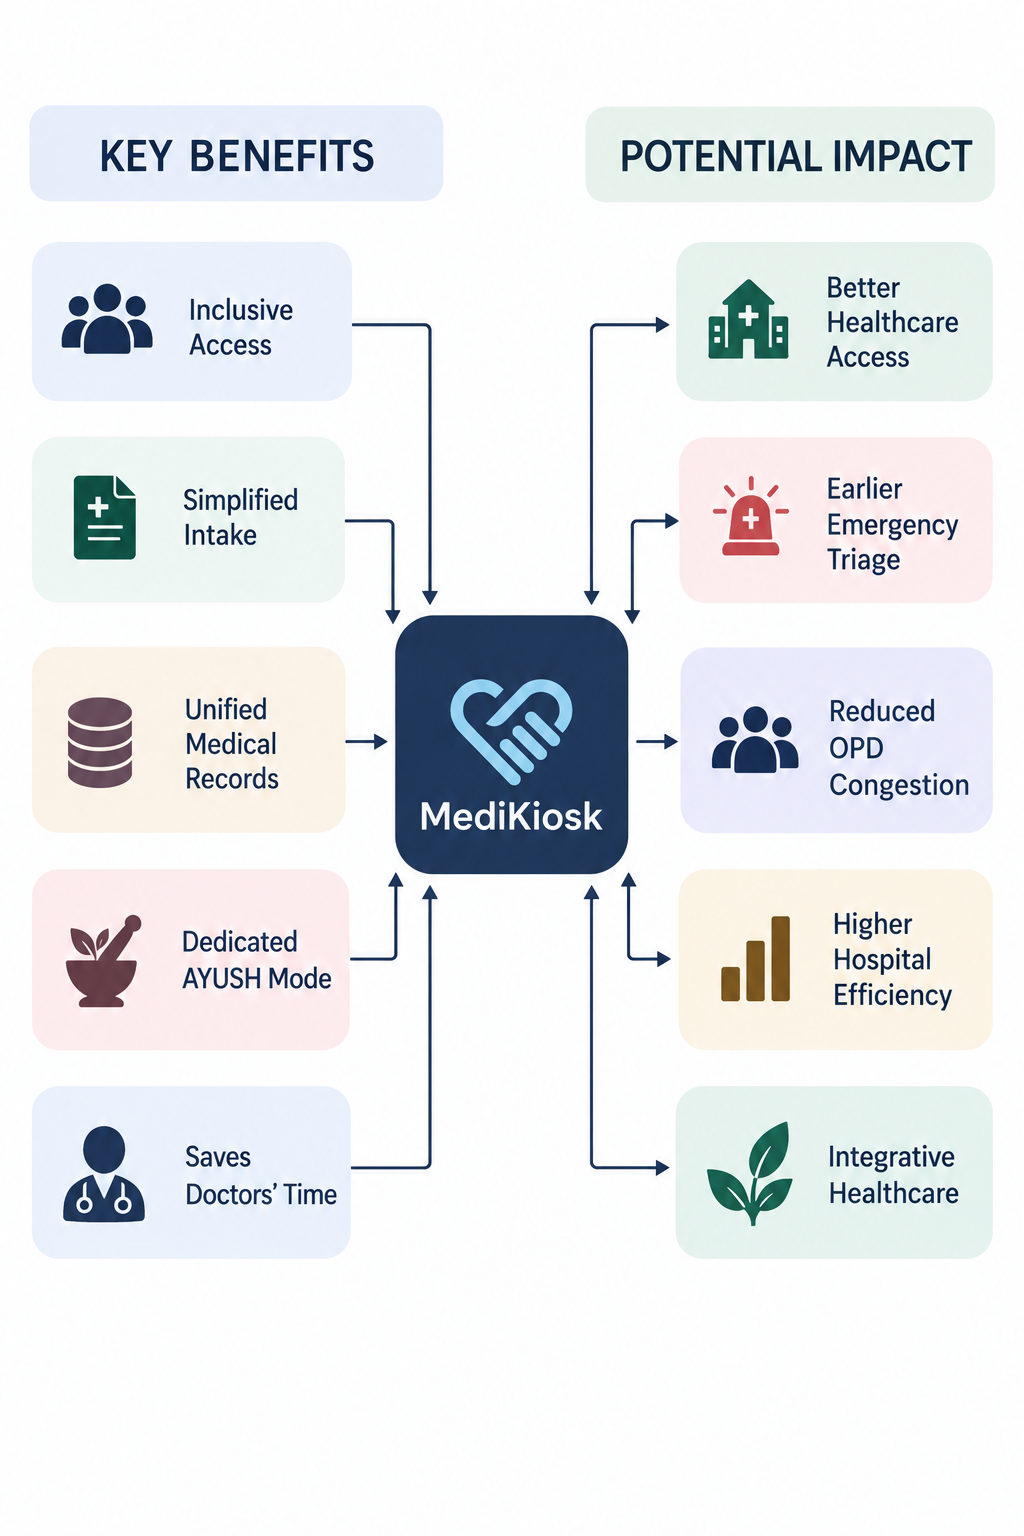 KEY BENEFITS
POTENTIAL IMPACT
Inclusive
Access
Simplified
Intake
Unified
Medical
Records
Dedicated
AYUSH Mode
Saves
Doctors’ Time
MediKiosk
Better
Healthcare
Access
Earlier
Emergency
Triage
Reduced
OPD
Congestion
Higher
Hospital
Efficiency
Integrative
Healthcare